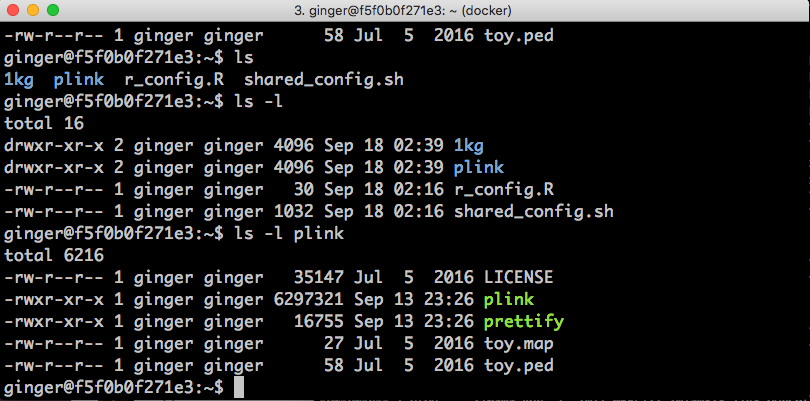 3. ginger@f5f0b0f271e3: ~ (docker)
-rw-r--r-- 1 ginger ginger      58 Jul  5  2016 toy.ped
ginger@f5f0b0f271e3:~$ ls
1kg  plink  r_config.R  shared_config.sh
ginger@f5f0b0f271e3:~$ ls -l
total 16
drwxr-xr-x 2 ginger ginger 4096 Sep 18 02:39 1kg
drwxr-xr-x 2 ginger ginger 4096 Sep 18 02:39 plink
-rw-r--r-- 1 ginger ginger   30 Sep 18 02:16 r_config.R
-rw-r--r-- 1 ginger ginger 1032 Sep 18 02:16 shared_config.sh
ginger@f5f0b0f271e3:~$ ls -l plink
total 6216
-rw-r--r-- 1 ginger ginger   35147 Jul  5  2016 LICENSE
-rwxr-xr-x 1 ginger ginger 6297321 Sep 13 23:26 plink
-rwxr-xr-x 1 ginger ginger   16755 Sep 13 23:26 prettify
-rw-r--r-- 1 ginger ginger      27 Jul  5  2016 toy.map
-rw-r--r-- 1 ginger ginger      58 Jul  5  2016 toy.ped
ginger@f5f0b0f271e3:~$